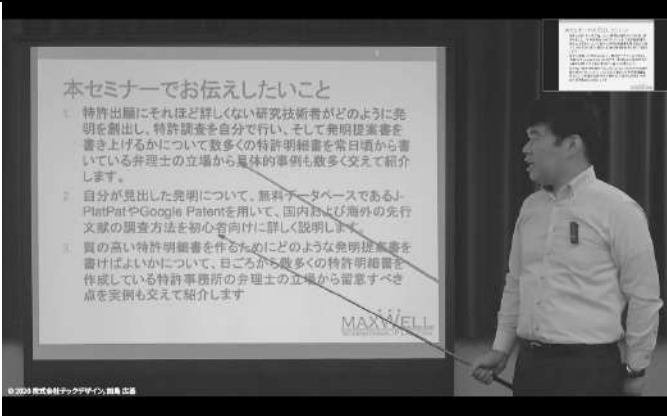 本セミナーでお伝えしたいこと
1. 特許出願にそれほど詳しくない研究技術者がどのように発
明を創出し、特許調査を自分で行い、そして発明提案書を
書き上げるかについて数多くの特許明細書を常日頃から書
いている弁理士の立場から具体的事例も数多く交えて紹介
します。
2. 自分が見出した発明について、無料データベースであるJ-
PlatPatやGoogle Patentを用いて、国内および海外の先行
文献の調査方法を初心者向けに詳しく説明します。
3. 質の高い特許明細書を作るためにどのような発明提案書を
書けばよいかについて、日ごろから数多くの特許明細書を
作成している特許事務所の弁理士の立場から留意すべき
点を実例も交えて紹介します
MAXWELL
© 2020 株式会社テックデザイン,加島 広基